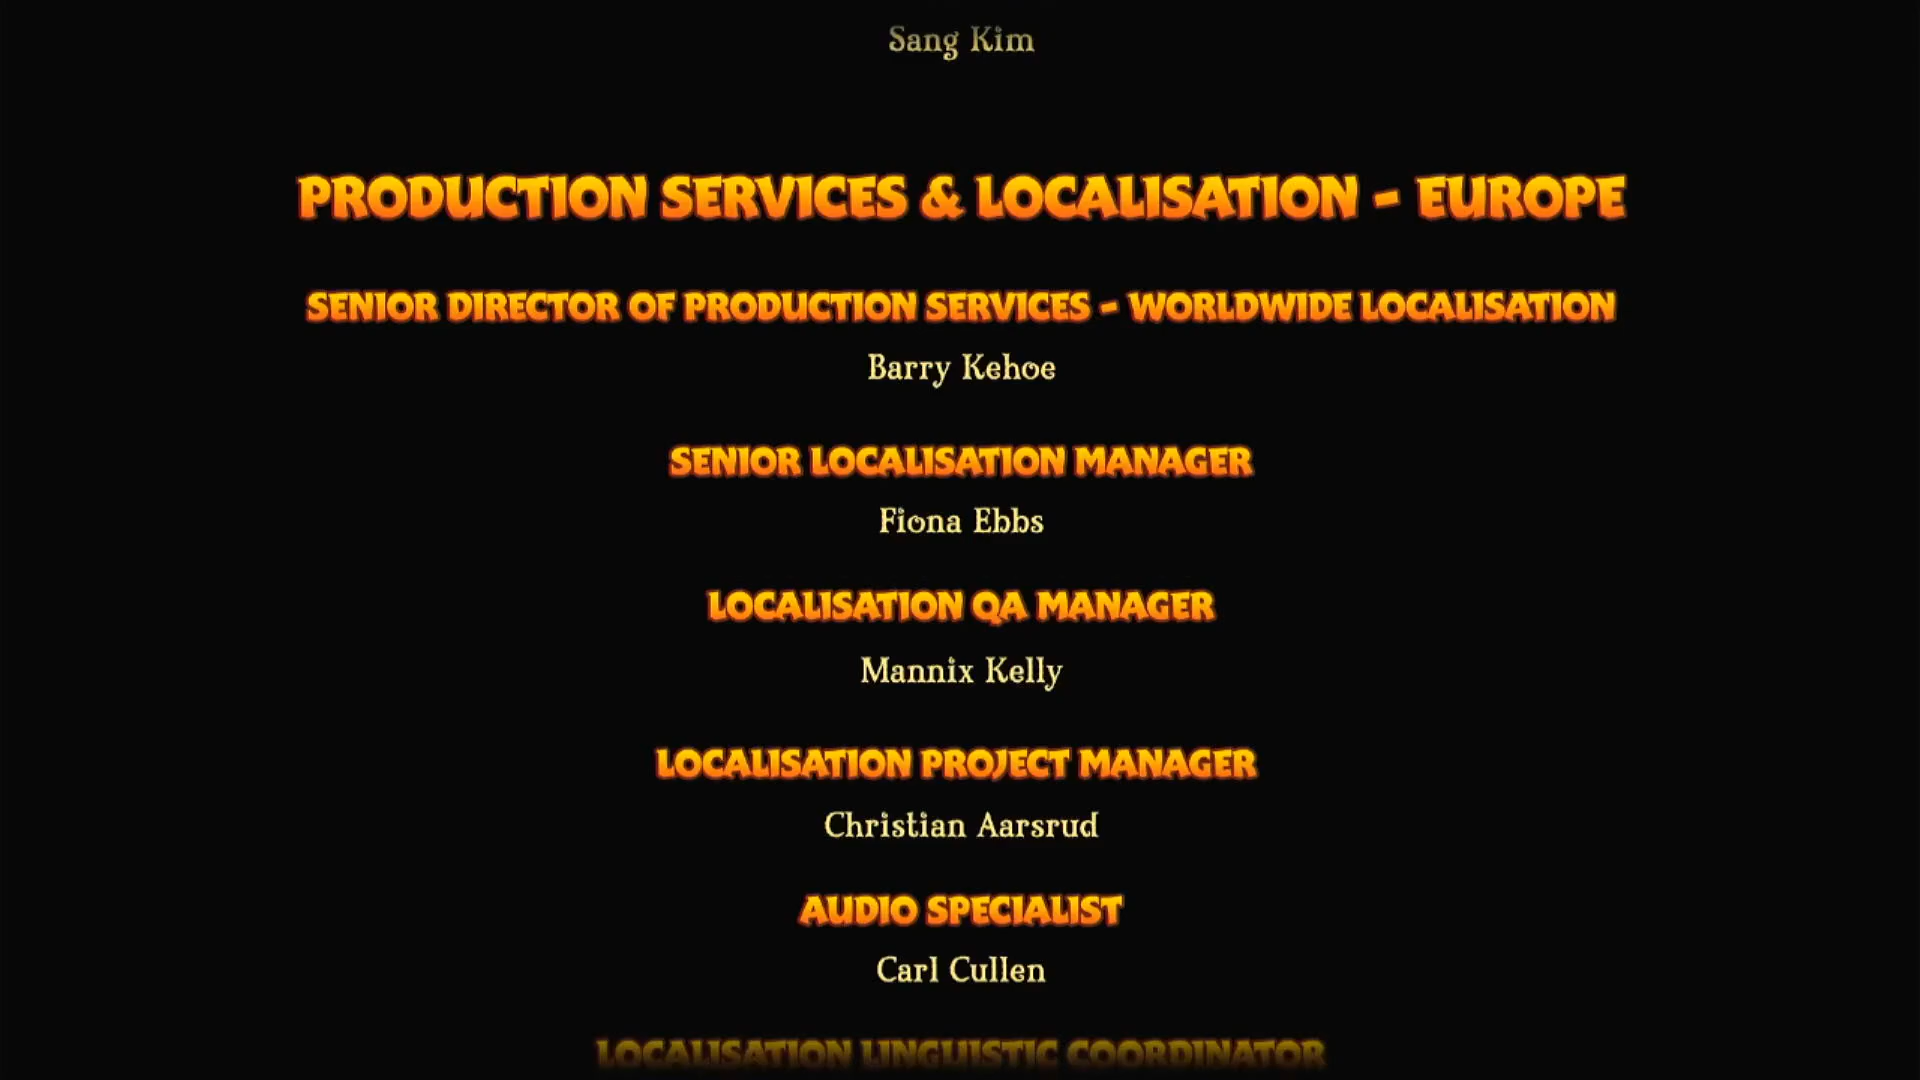 Sang Kim
PRODUCTION SERVICES & LOCALISATION - EUROPE
SENIOR DIRECTOR OF PRODUCTION SERVICES - WORLDWIDE LOCALISATION
Barry Kehoe
SENIOR LOCALISATION MANAGER
Fiona Ebbs
LOCALISATION QA MANAGER
Mannix Kelly
LOCALISATION PROJECT MANAGER
Christian Aarsrud
AUDIO SPECIALIST
Carl Cullen
LOCALISATION LINGUISTIC COORDINATOR